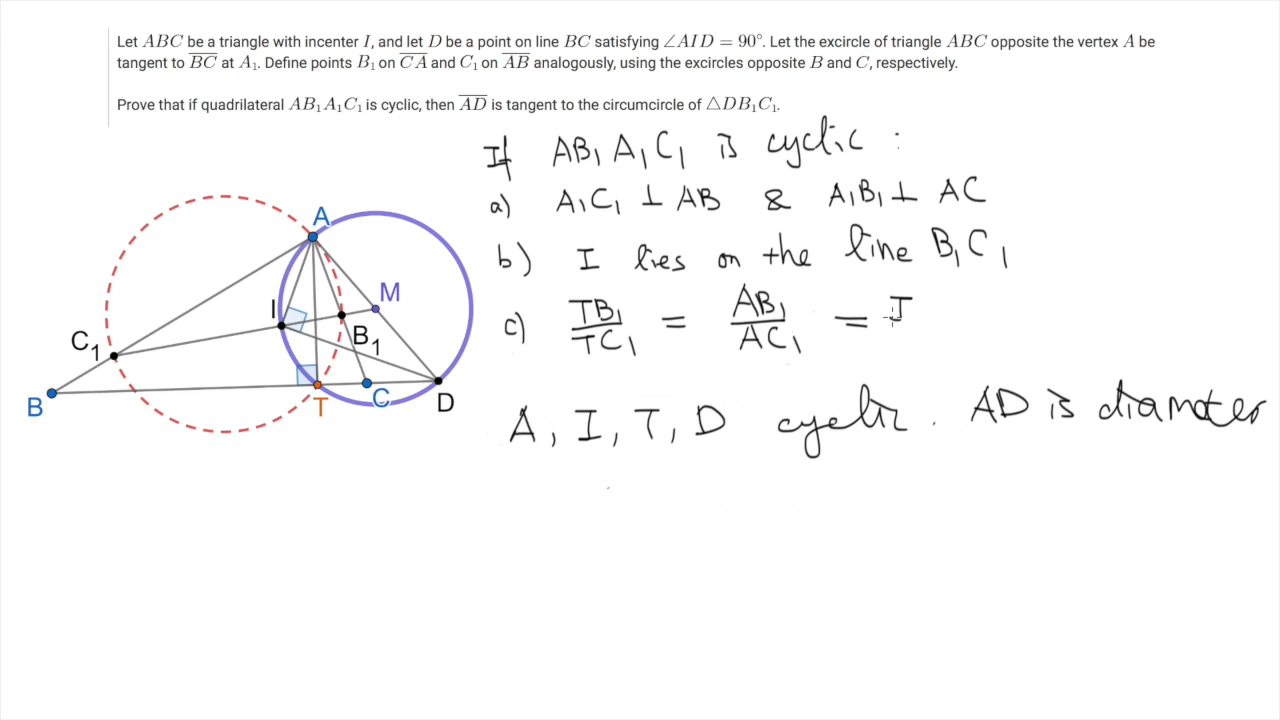 Let ABC be a triangle with incenter I, and let D be a point on line BC satisfying ∠AID = 90°. Let the excircle of triangle ABC opposite the vertex A be
tangent to \overline{BC} at A₁. Define points B₁ on \overline{CA} and C₁ on \overline{AB} analogously, using the excircles opposite B and C, respectively.
Prove that if quadrilateral AB₁A₁C₁ is cyclic, then \overline{AD} is tangent to the circumcircle of △DB₁C₁.
If AB₁A₁C₁ is cyclic :
a) A₁C₁ ⊥ AB & A₁B₁ ⊥ AC
b) I lies on the line B₁C₁
c) TB₁/TC₁ = AB₁/AC₁ = I
A, I, T, D cyclic. AD is diameter
A
M
I
C₁
B₁
B
T
C
D